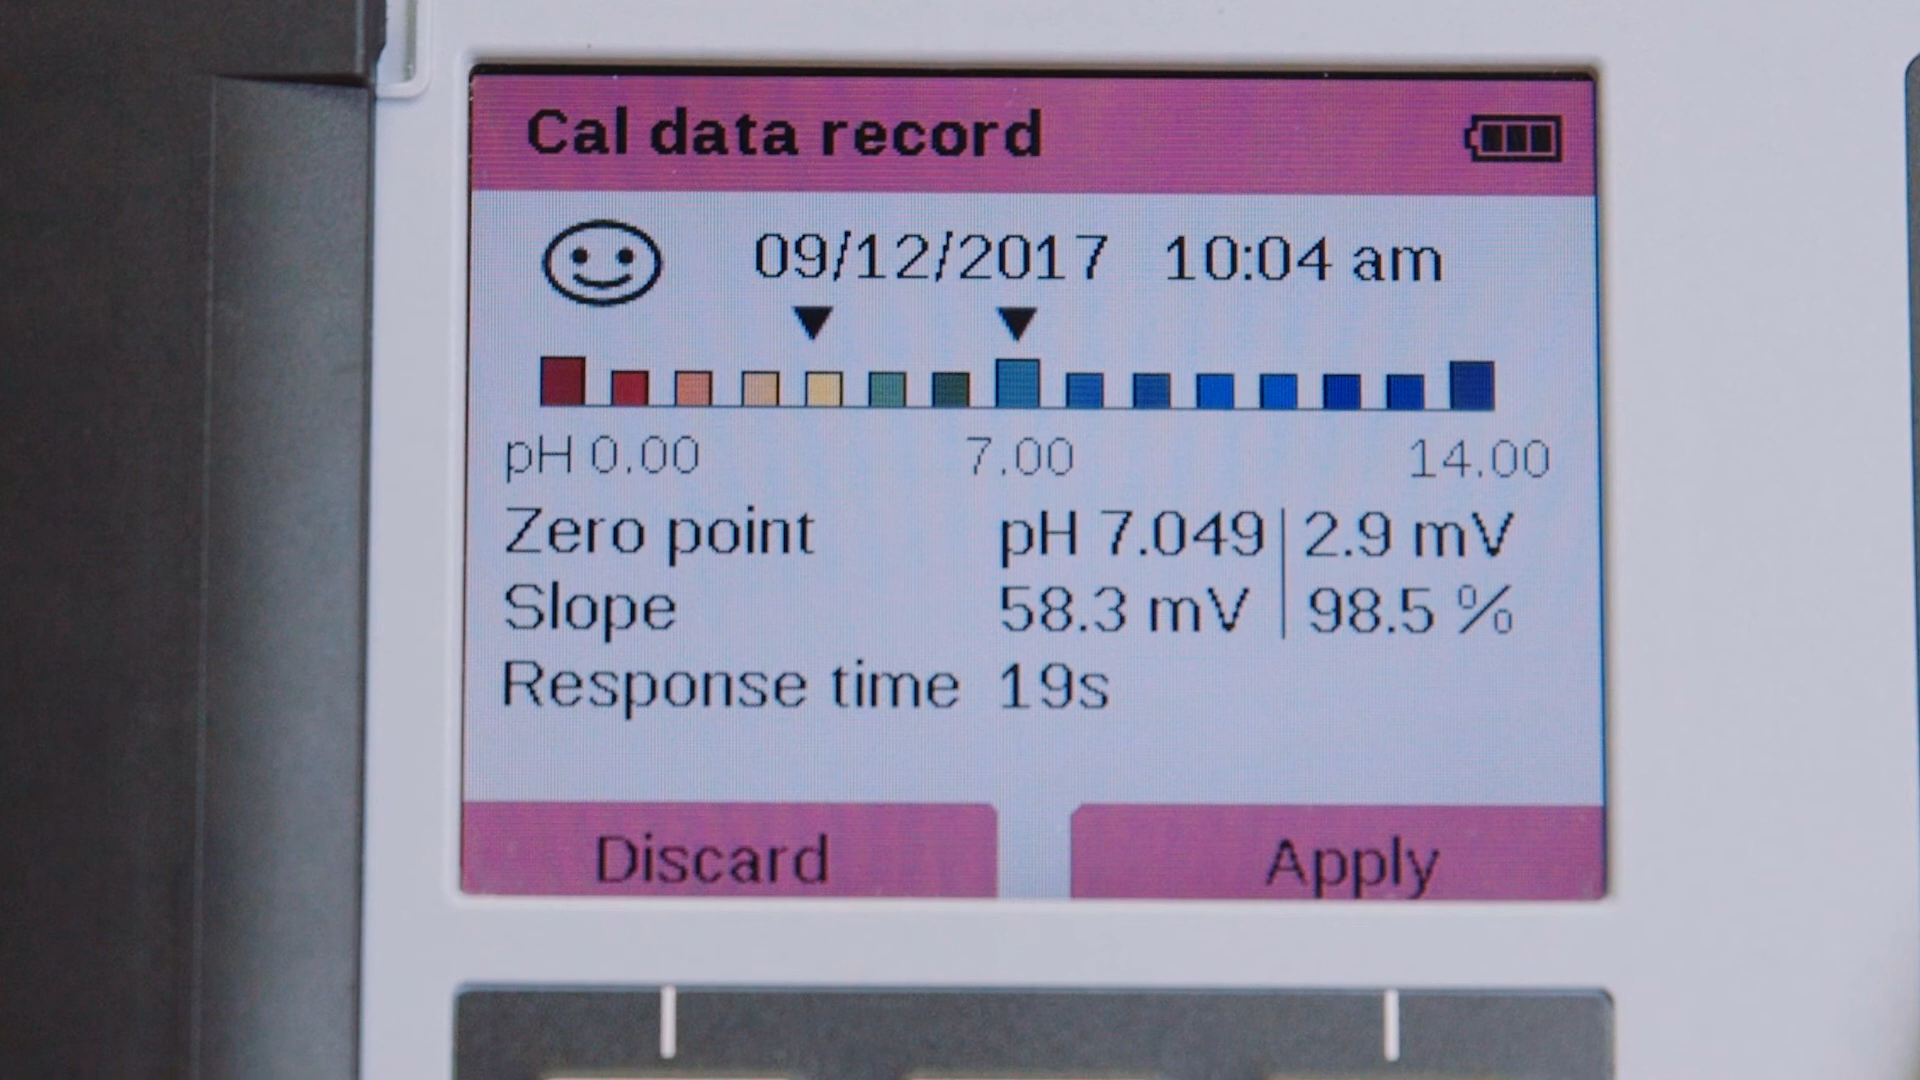 Cal data record
09/12/2017 10:04 am
pH 0.00 7.00 14.00
Zero point pH 7.049 2.9 mV
Slope 58.3 mV 98.5 %
Response time 19s
Discard Apply